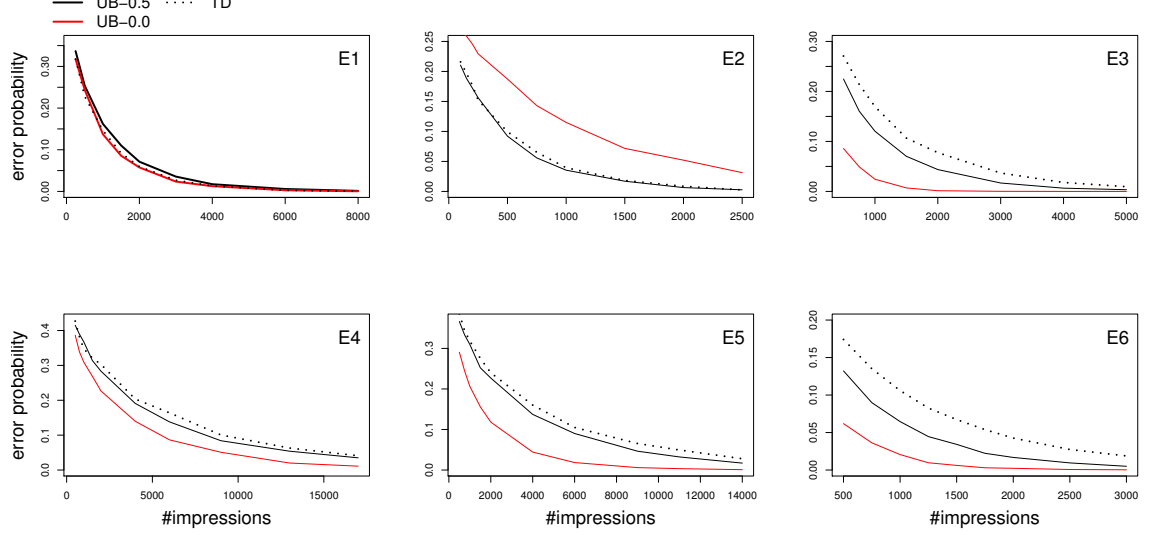 UB−0.5 TD
UB−0.0
error probability
0.00 0.10 0.20 0.30
E1
0 2000 4000 6000 8000
0.00 0.05 0.10 0.15 0.20 0.25
E2
0 500 1000 1500 2000 2500
0.00 0.10 0.20 0.30
E3
1000 2000 3000 4000 5000
error probability
0.0 0.1 0.2 0.3 0.4
E4
0 5000 10000 15000
#impressions
0.0 0.1 0.2 0.3
E5
0 2000 4000 6000 8000 10000 12000 14000
#impressions
0.00 0.05 0.10 0.15 0.20
E6
500 1000 1500 2000 2500 3000
#impressions